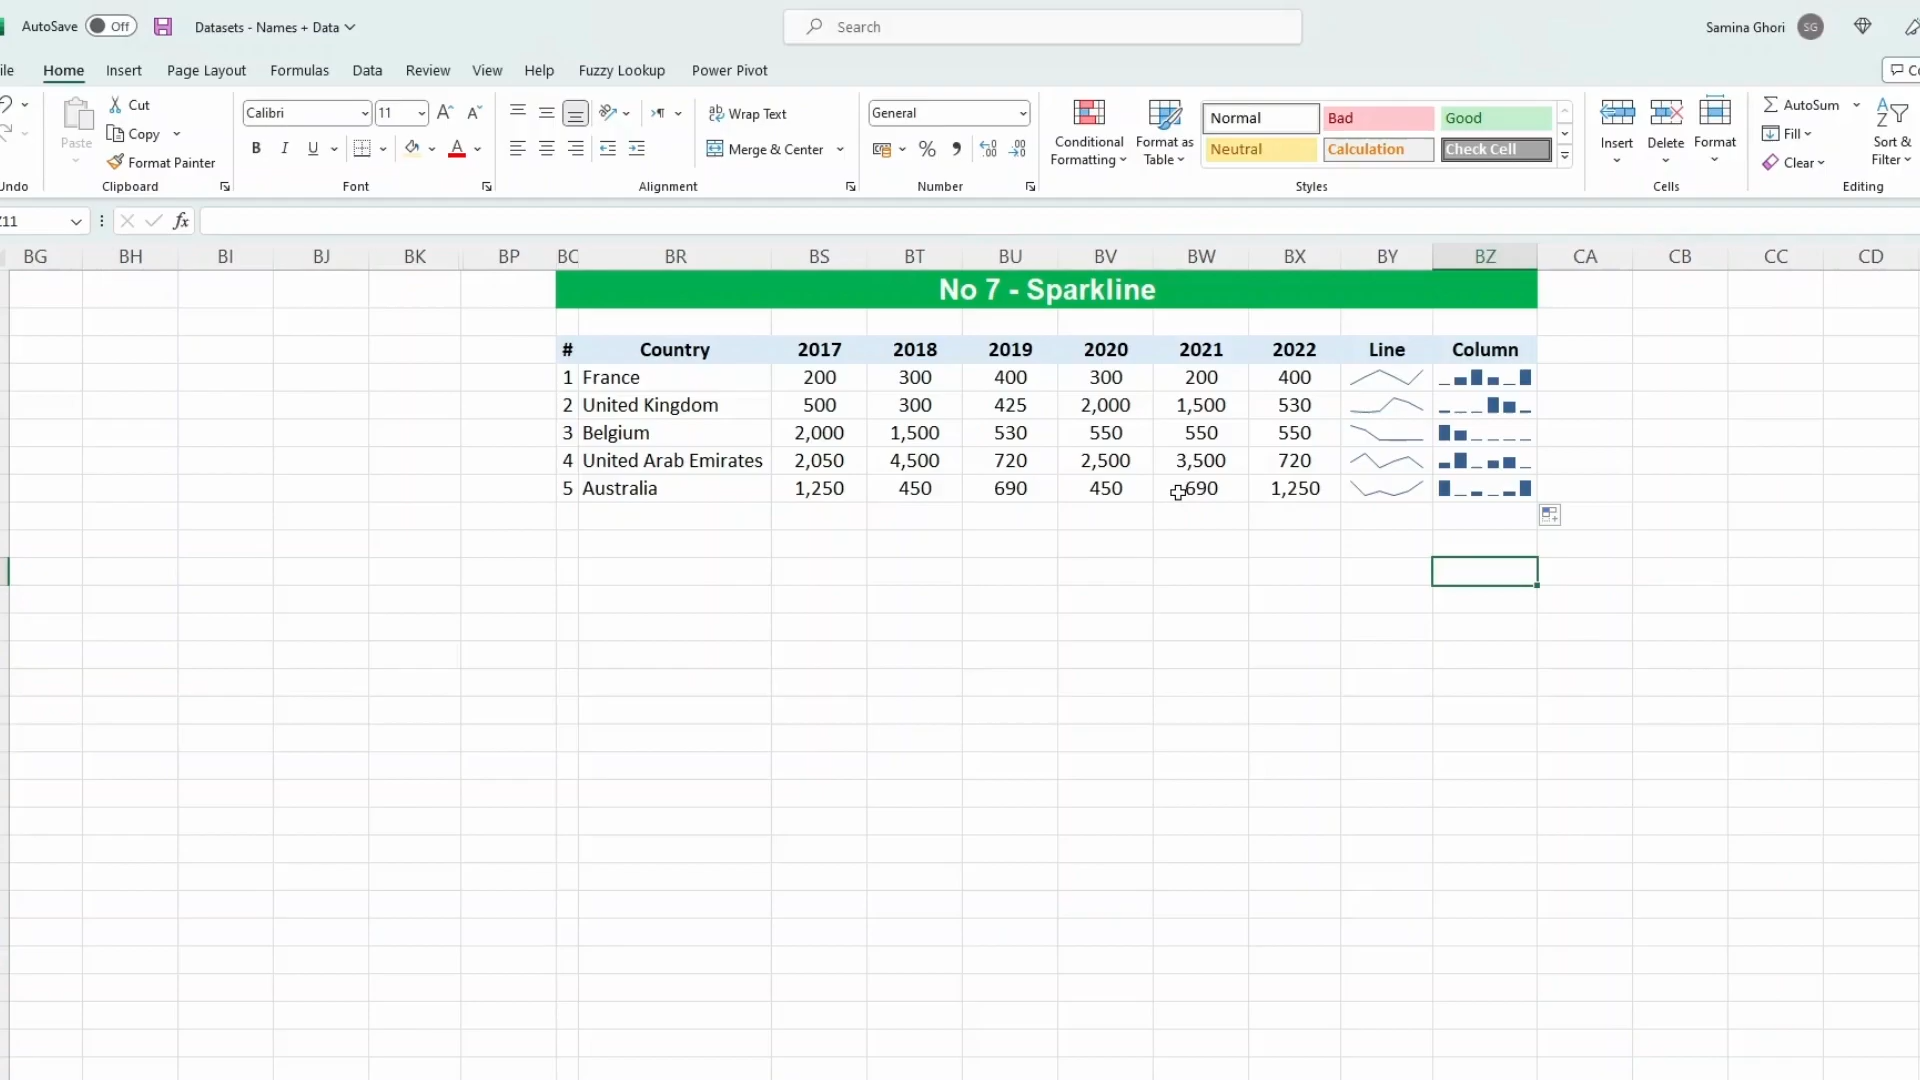 AutoSave Off Datasets - Names + Data Search Samina Ghori SG
Home Insert Page Layout Formulas Data Review View Help Fuzzy Lookup Power Pivot
Paste Cut Copy Format Painter
Calibri 11 B I U
Wrap Text Merge & Center
General
Conditional Formatting Format as Table
Normal Bad Good
Neutral Calculation Check Cell
Insert Delete Format
AutoSum Fill Clear Sort & Filter
Undo Clipboard Font Alignment Number Styles Cells Editing
fx
BG BH BI BJ BK BP BR BS BT BU BV BW BX BY BZ CA CB CC CD
No 7 - Sparkline
# Country 2017 2018 2019 2020 2021 2022 Line Column
1 France 200 300 400 300 200 400
2 United Kingdom 500 300 425 2,000 1,500 530
3 Belgium 2,000 1,500 530 550 550 550
4 United Arab Emirates 2,050 4,500 720 2,500 3,500 720
5 Australia 1,250 450 690 450 690 1,250